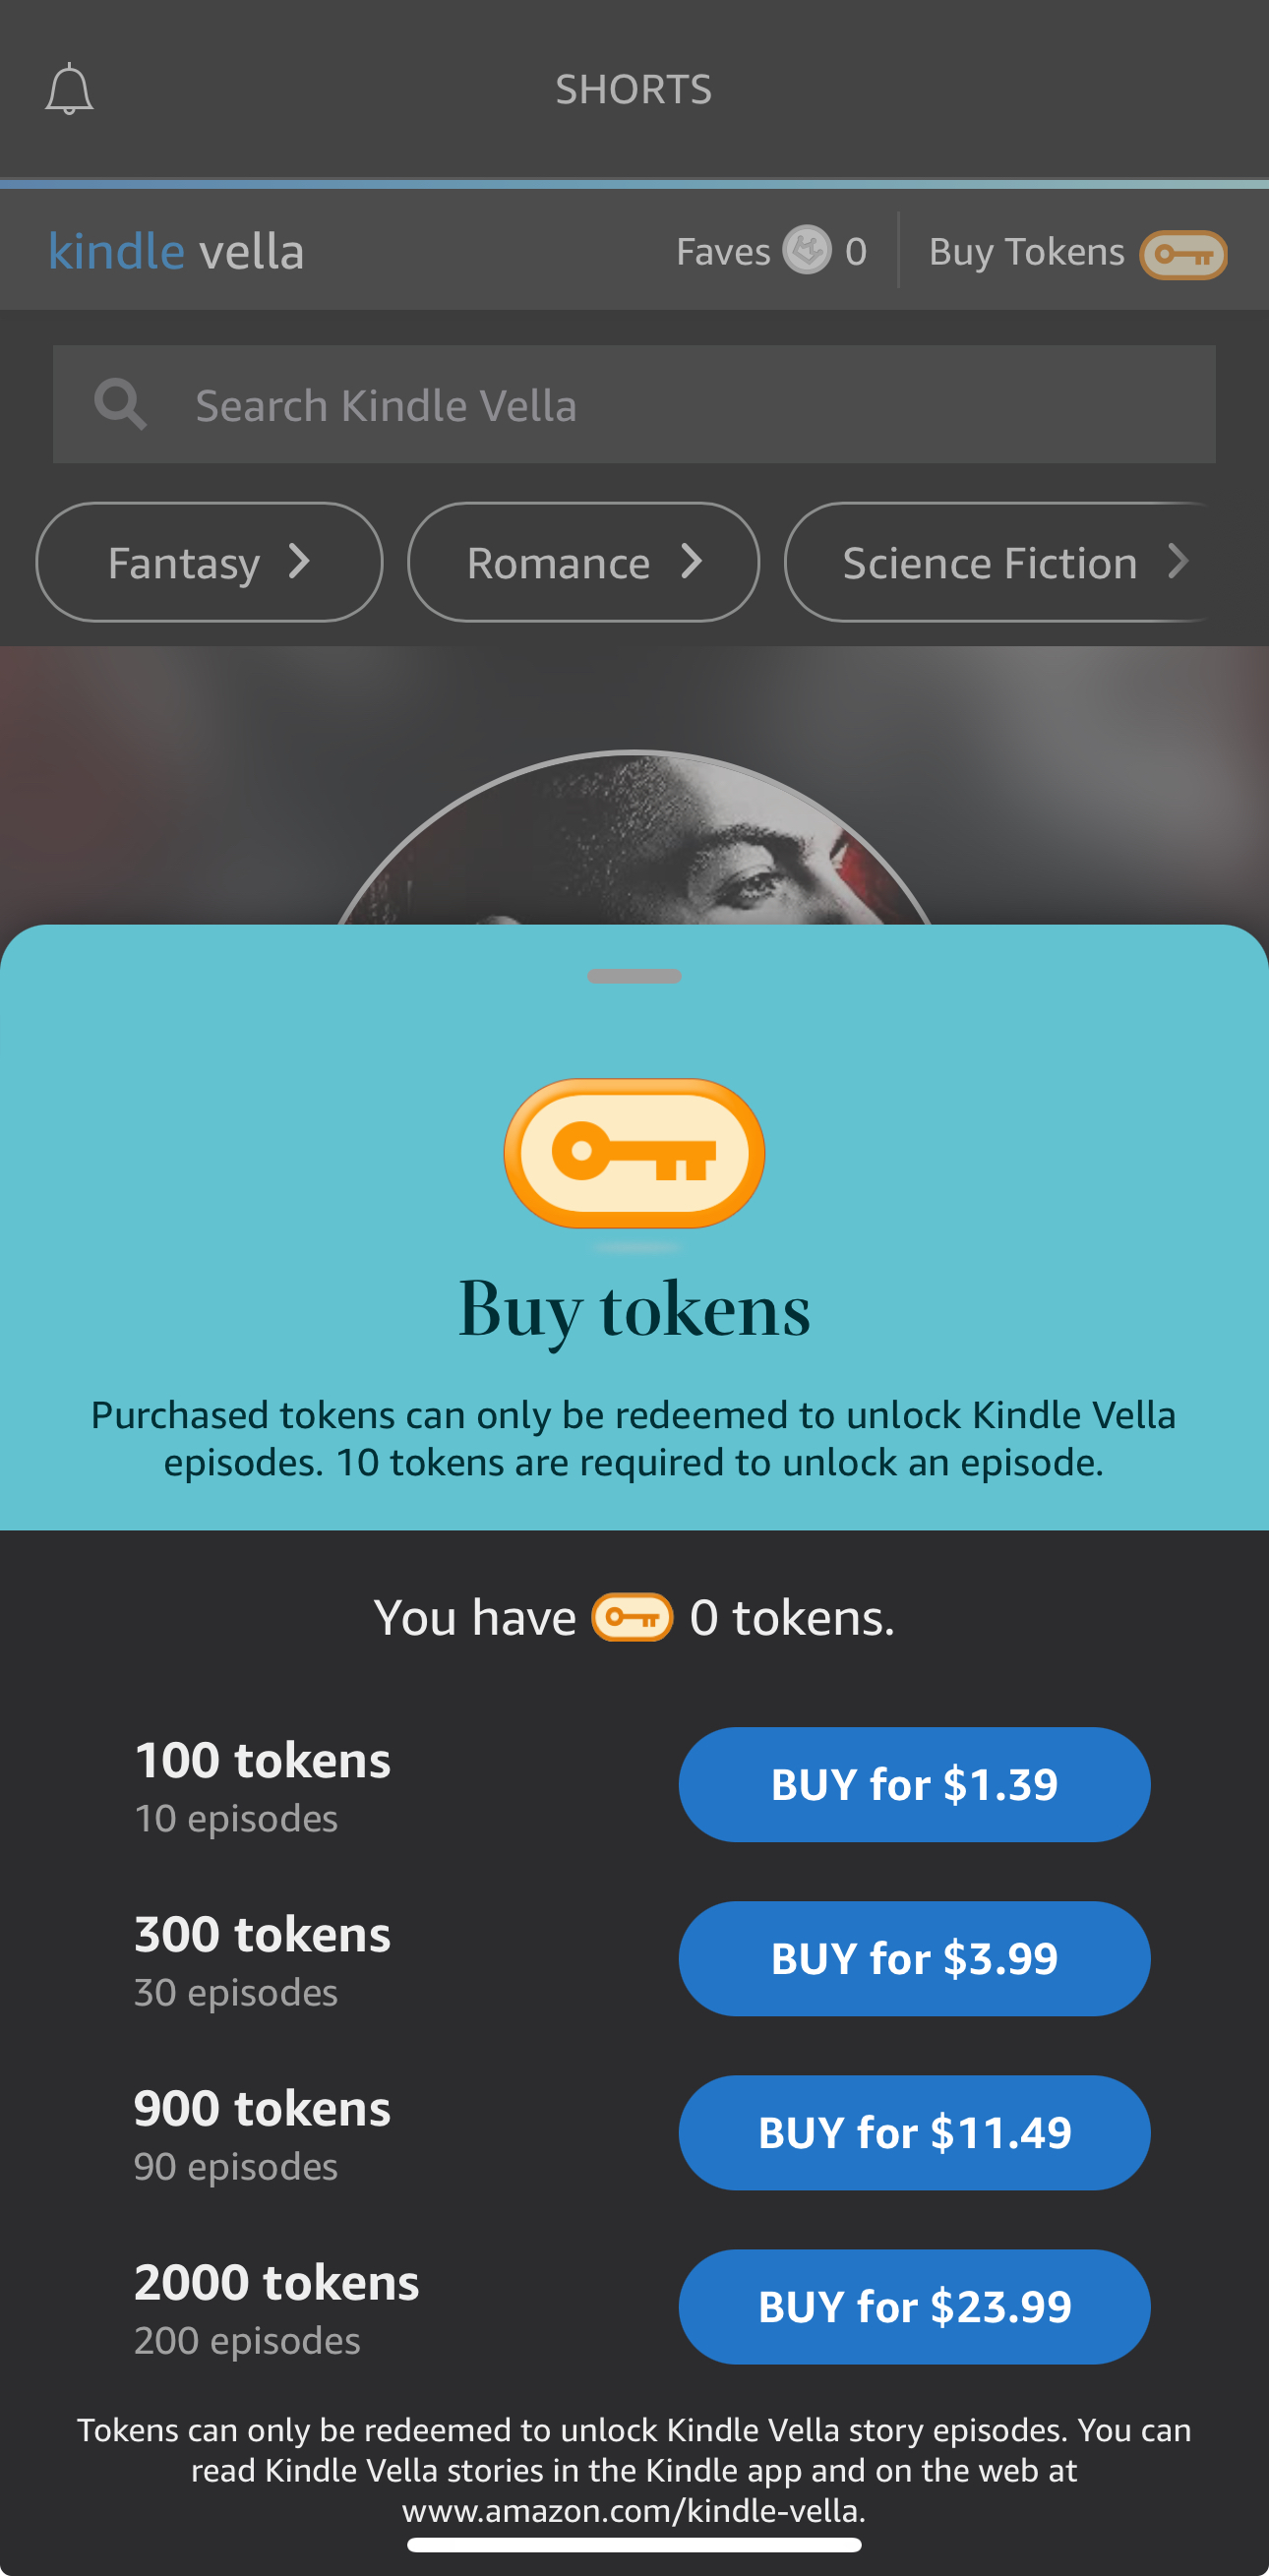 SHORTS
kindle vella
Faves 0
Buy Tokens
Search Kindle Vella
Fantasy
Romance
Science Fiction
Buy tokens
Purchased tokens can only be redeemed to unlock Kindle Vella
episodes. 10 tokens are required to unlock an episode.
You have 0 tokens.
100 tokens
10 episodes
BUY for $1.39
300 tokens
30 episodes
BUY for $3.99
900 tokens
90 episodes
BUY for $11.49
2000 tokens
200 episodes
BUY for $23.99
Tokens can only be redeemed to unlock Kindle Vella story episodes. You can
read Kindle Vella stories in the Kindle app and on the web at
www.amazon.com/kindle-vella.